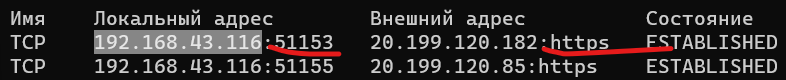 Имя Локальный адрес Внешний адрес Состояние
TCP 192.168.43.116:51153 20.199.120.182:https ESTABLISHED
TCP 192.168.43.116:51155 20.199.120.85:https ESTABLISHED